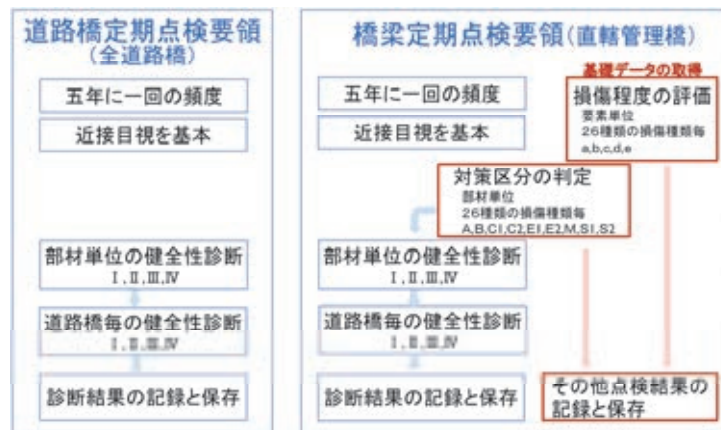 道路橋定期点検要領
(全道路橋)
五年に一回の頻度
近接目視を基本
部材単位の健全性診断
Ⅰ,Ⅱ,Ⅲ,Ⅳ
道路橋毎の健全性診断
Ⅰ,Ⅱ,Ⅲ,Ⅳ
診断結果の記録と保存
橋梁定期点検要領(直轄管理橋)
基礎データの取得
五年に一回の頻度
近接目視を基本
損傷程度の評価
要素単位
26種類の損傷種類毎
a,b,c,d,e
対策区分の判定
部材単位
26種類の損傷種類毎
A,B,C1,C2,E1,E2,M,S1,S2
部材単位の健全性診断
Ⅰ,Ⅱ,Ⅲ,Ⅳ
道路橋毎の健全性診断
Ⅰ,Ⅱ,Ⅲ,Ⅳ
診断結果の記録と保存
その他点検結果の
記録と保存